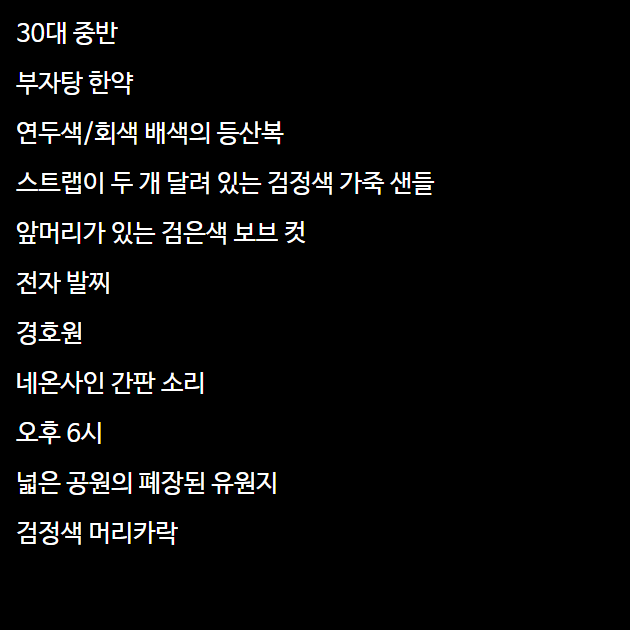 30대 중반
부자탕 한약
연두색/회색 배색의 등산복
스트랩이 두 개 달려 있는 검정색 가죽 샌들
앞머리가 있는 검은색 보브 컷
전자 발찌
경호원
네온사인 간판 소리
오후 6시
넓은 공원의 폐장된 유원지
검정색 머리카락